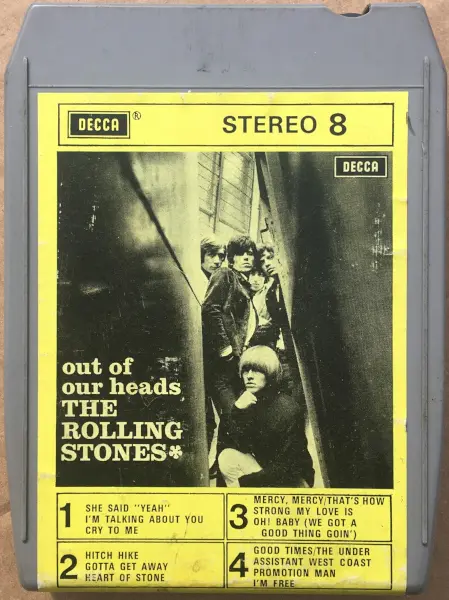 DECCA ®
STEREO 8
DECCA
out of
our heads
THE
ROLLING
STONES*
1
SHE SAID "YEAH"
I'M TALKING ABOUT YOU
CRY TO ME
2
HITCH HIKE
GOTTA GET AWAY
HEART OF STONE
3
MERCY, MERCY/THAT'S HOW
STRONG MY LOVE IS
OH! BABY (WE GOT A
GOOD THING GOIN')
4
GOOD TIMES/THE UNDER
ASSISTANT WEST COAST
PROMOTION MAN
I'M FREE